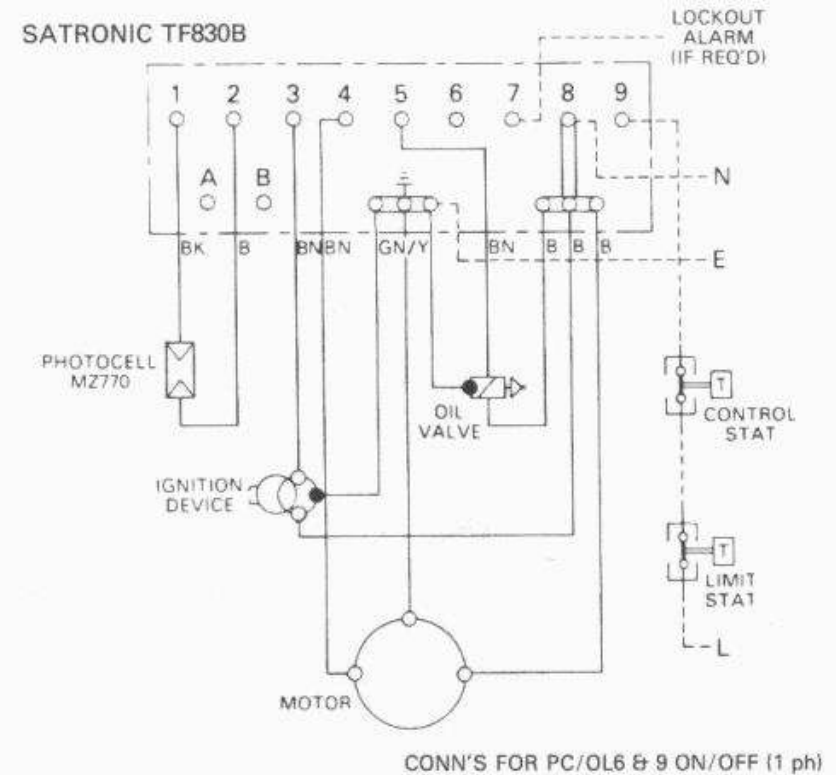 SATRONIC TF830B
LOCKOUT
ALARM
(IF REQ'D)
1 2 3 4 5 6 7 8 9
A B
N
BK B BN BN GN/Y BN B B B
E
PHOTOCELL
MZ770
OIL
VALVE
T
CONTROL
STAT
IGNITION
DEVICE
T
LIMIT
STAT
L
MOTOR
CONN'S FOR PC/OL6 & 9 ON/OFF (1 ph)